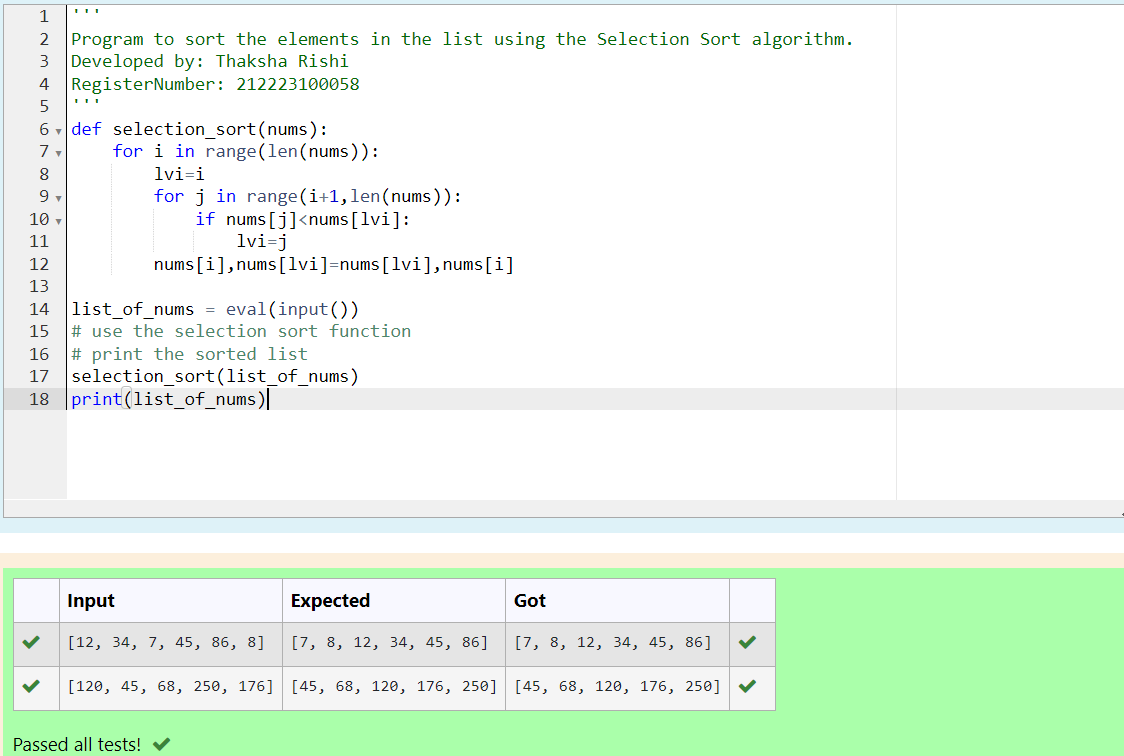 1 '''
2 Program to sort the elements in the list using the Selection Sort algorithm.
3 Developed by: Thaksha Rishi
4 RegisterNumber: 212223100058
5 '''
6 def selection_sort(nums):
7     for i in range(len(nums)):
8         lvi=i
9         for j in range(i+1,len(nums)):
10             if nums[j]<nums[lvi]:
11                 lvi=j
12         nums[i],nums[lvi]=nums[lvi],nums[i]
13
14 list_of_nums = eval(input())
15 # use the selection sort function
16 # print the sorted list
17 selection_sort(list_of_nums)
18 print(list_of_nums)
Input Expected Got
[12, 34, 7, 45, 86, 8] [7, 8, 12, 34, 45, 86] [7, 8, 12, 34, 45, 86]
[120, 45, 68, 250, 176] [45, 68, 120, 176, 250] [45, 68, 120, 176, 250]
Passed all tests!